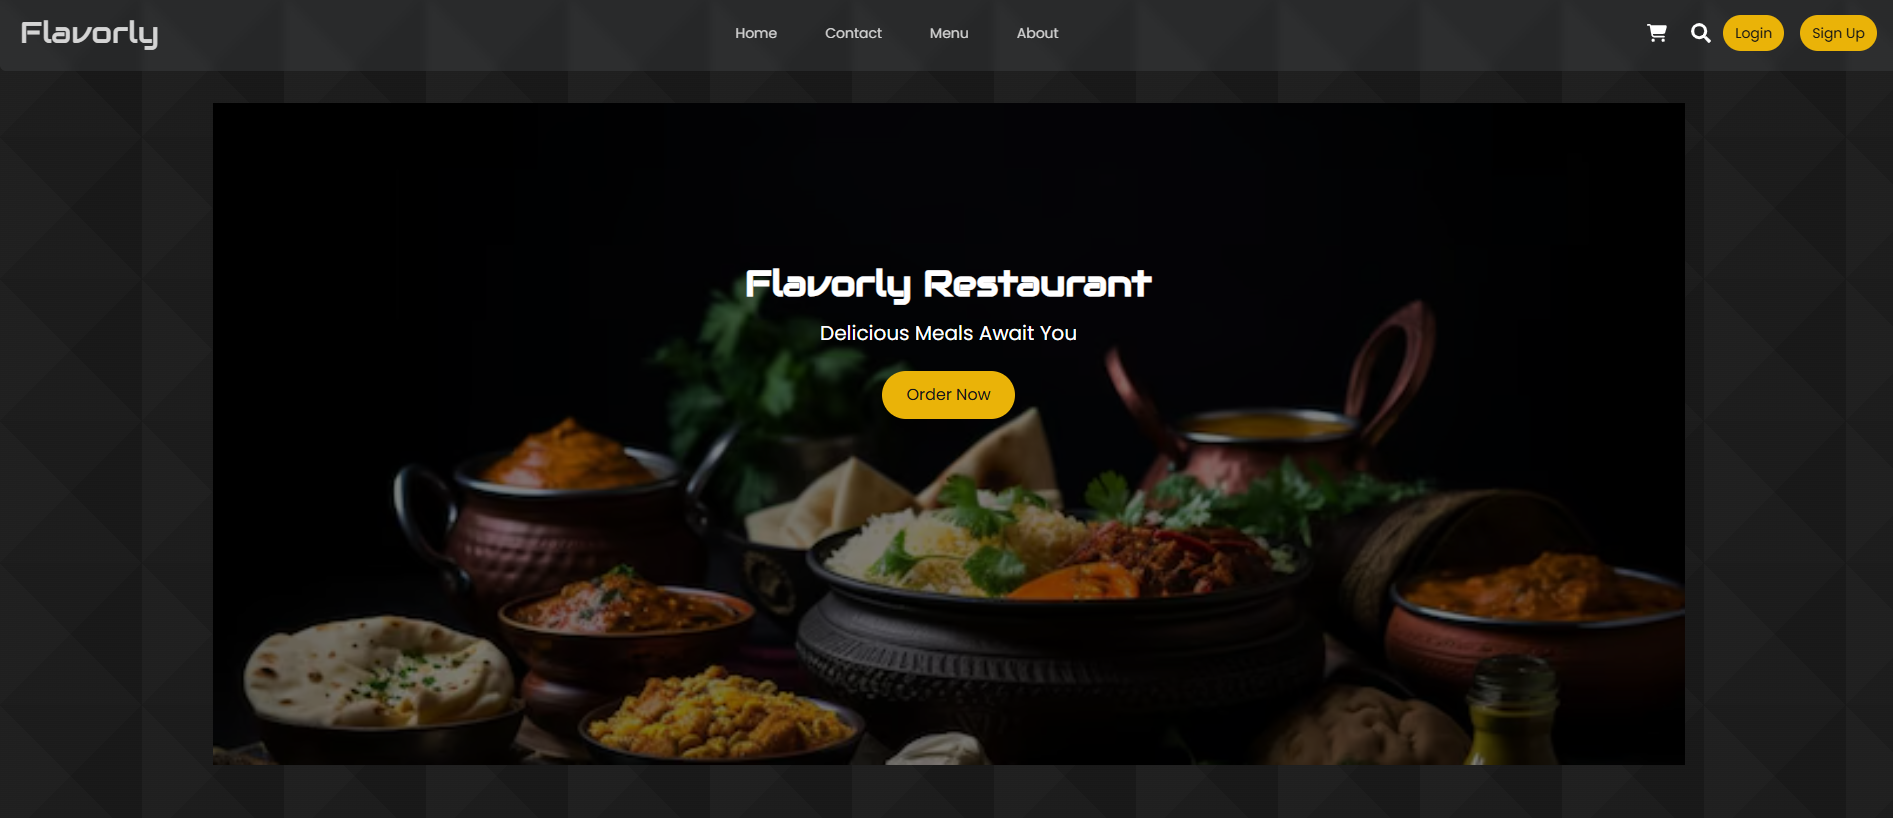 Flavorly
Home Contact Menu About
Login Sign Up
Flavorly Restaurant
Delicious Meals Await You
Order Now